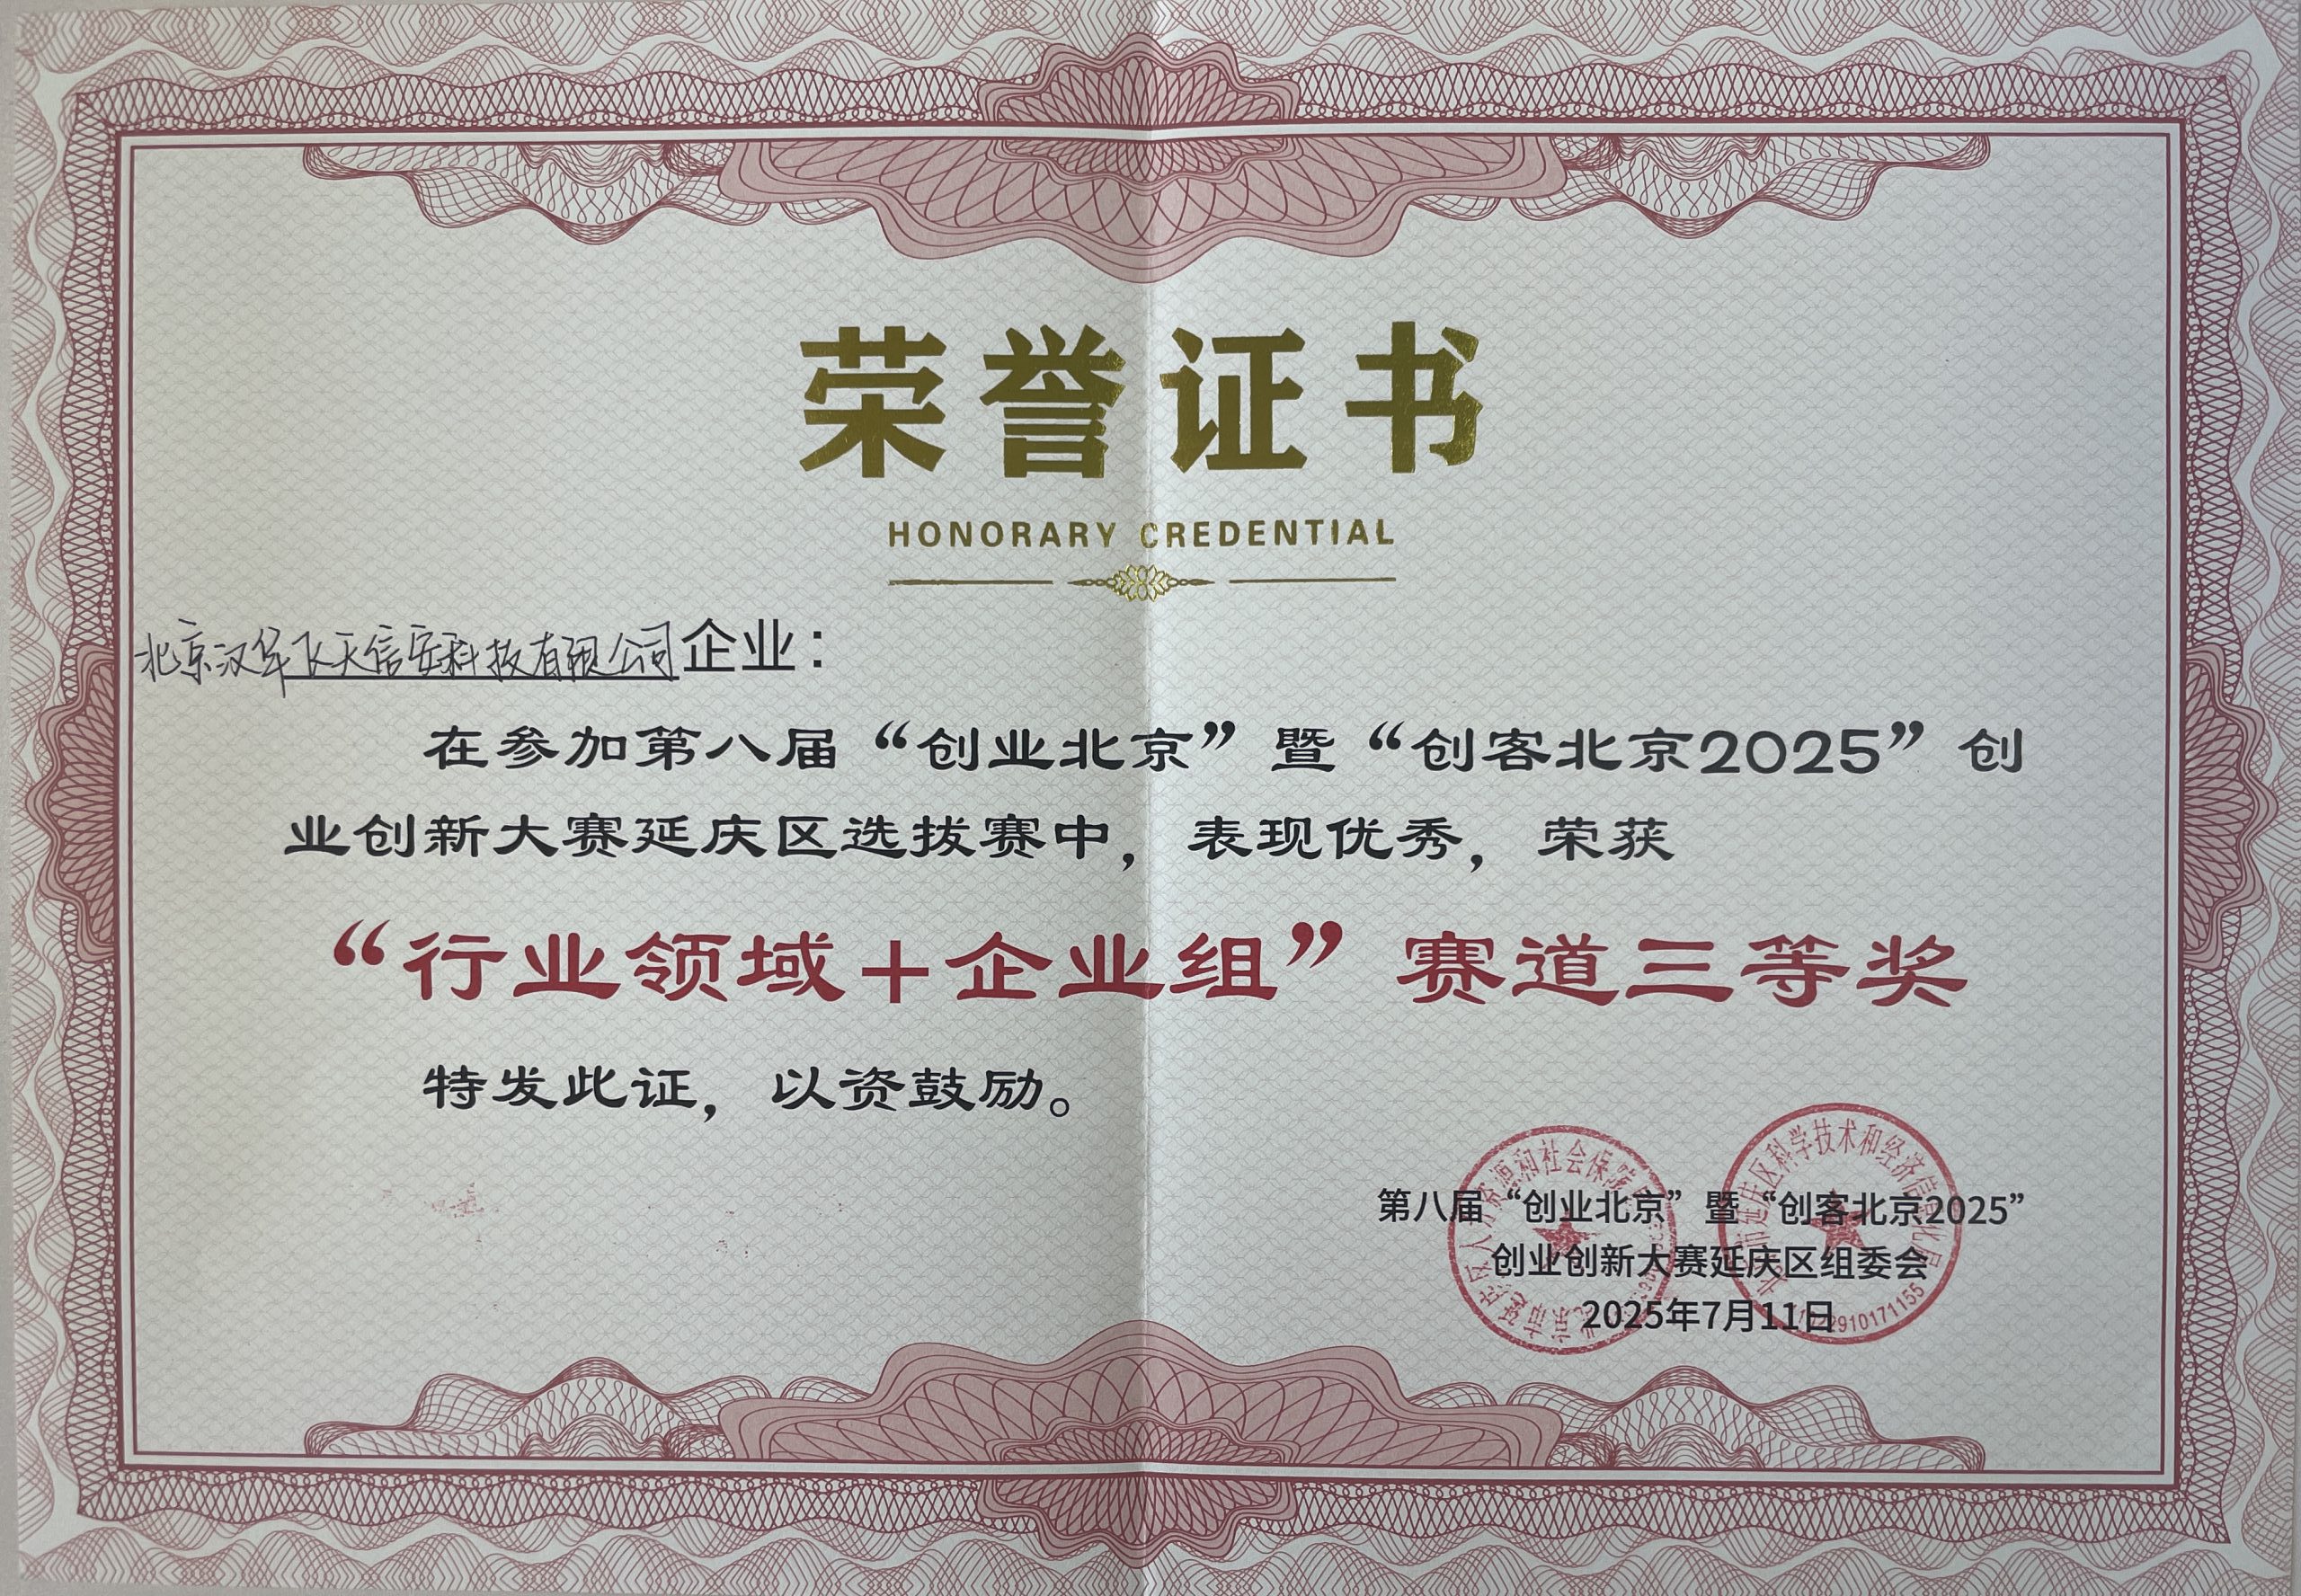 荣誉证书
HONORARY CREDENTIAL
北京汉华飞天信安科技有限公司企业：
在参加第八届“创业北京”暨“创客北京2025”创
业创新大赛延庆区选拔赛中，表现优秀，荣获
“行业领域+企业组”赛道三等奖
特发此证，以资鼓励。
第八届“创业北京”暨“创客北京2025”
创业创新大赛延庆区组委会
2025年7月11日